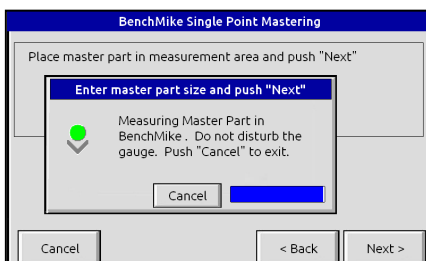 BenchMike Single Point Mastering
Place master part in measurement area and push "Next"
Enter master part size and push "Next"
Measuring Master Part in
BenchMike . Do not disturb the
gauge. Push "Cancel" to exit.
Cancel
Cancel
< Back
Next >